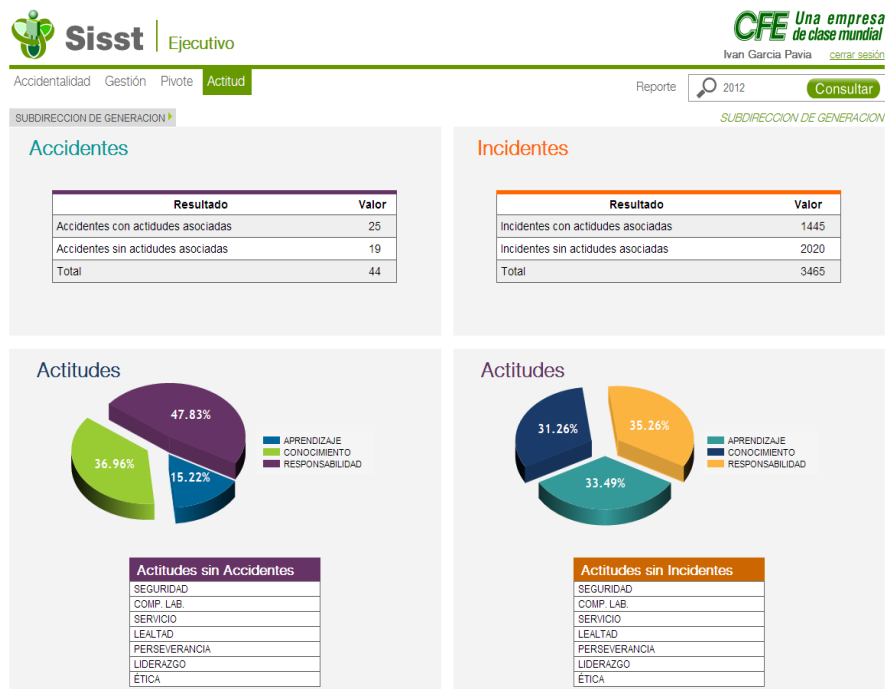 Sisst Ejecutivo
CFE Una empresa de clase mundial
Ivan Garcia Pavia cerrar sesión
Accidentalidad Gestión Pivote Actitud
Reporte 2012 Consultar
SUBDIRECCION DE GENERACION
SUBDIRECCION DE GENERACION
Accidentes
Resultado Valor
Accidentes con actidudes asociadas 25
Accidentes sin actidudes asociadas 19
Total 44
Incidentes
Resultado Valor
Incidentes con actidudes asociadas 1445
Incidentes sin actidudes asociadas 2020
Total 3465
Actitudes
47.83%
36.96%
15.22%
APRENDIZAJE
CONOCIMIENTO
RESPONSABILIDAD
Actitudes sin Accidentes
SEGURIDAD
COMP. LAB.
SERVICIO
LEALTAD
PERSEVERANCIA
LIDERAZGO
ÉTICA
Actitudes
31.26%
35.26%
33.49%
APRENDIZAJE
CONOCIMIENTO
RESPONSABILIDAD
Actitudes sin Incidentes
SEGURIDAD
COMP. LAB.
SERVICIO
LEALTAD
PERSEVERANCIA
LIDERAZGO
ÉTICA